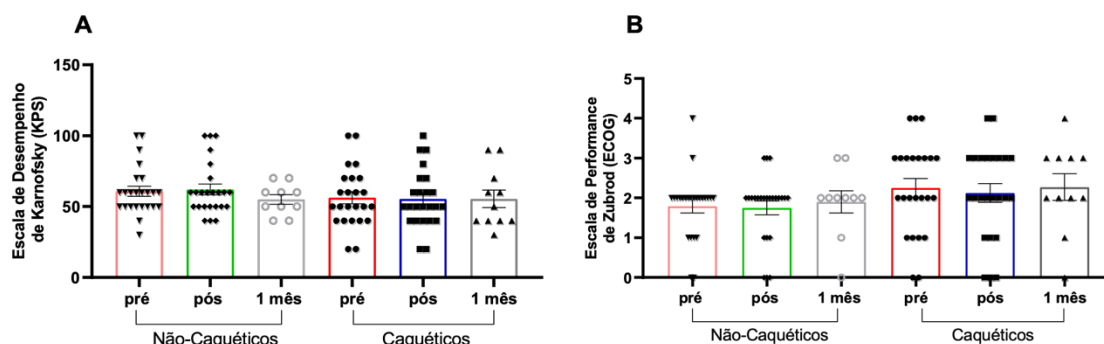 A
Escala de Desempenho
de Karnofsky (KPS)
150
100
50
0
pré
pós
1 mês
pré
pós
1 mês
Não-Caquéticos
Caquéticos
B
Escala de Performance
de Zubrod (ECOG)
5
4
3
2
1
0
pré
pós
1 mês
pré
pós
1 mês
Não-Caquéticos
Caquéticos